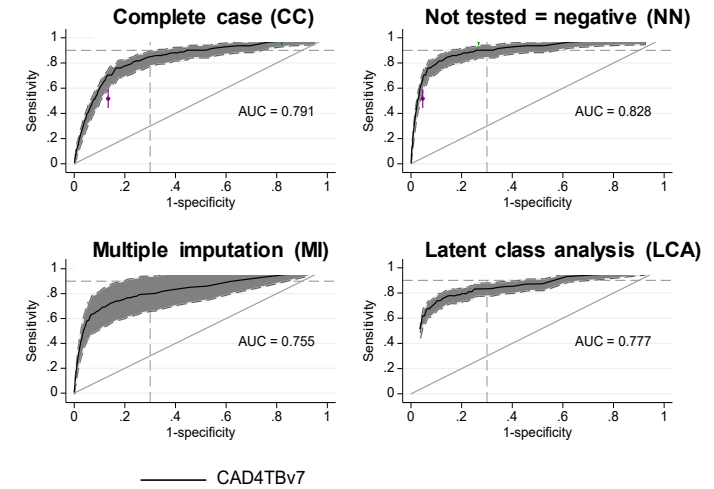 Complete case (CC)
1
.8
.6
.4
.2
0
Sensitivity
AUC = 0.791
0 .2 .4 .6 .8 1
1-specificity
Not tested = negative (NN)
1
.8
.6
.4
.2
0
Sensitivity
AUC = 0.828
0 .2 .4 .6 .8 1
1-specificity
Multiple imputation (MI)
1
.8
.6
.4
.2
0
Sensitivity
AUC = 0.755
0 .2 .4 .6 .8 1
1-specificity
Latent class analysis (LCA)
1
.8
.6
.4
.2
0
Sensitivity
AUC = 0.777
0 .2 .4 .6 .8 1
1-specificity
CAD4TBv7